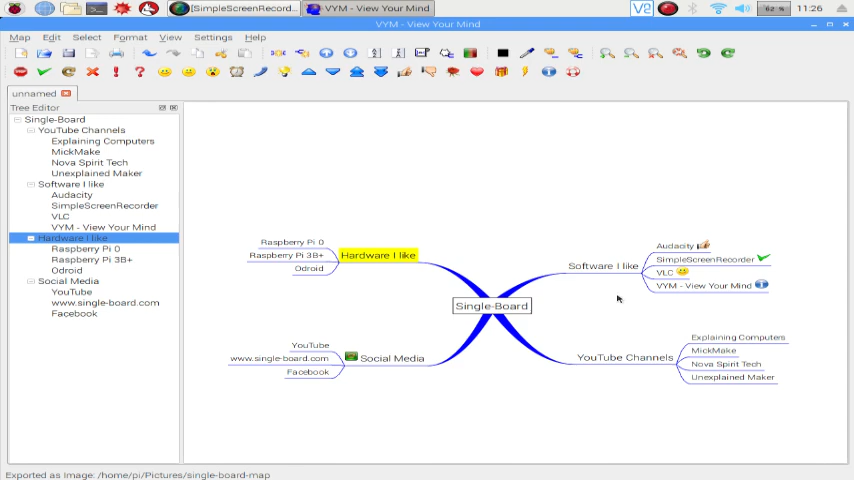 [SimpleScreenRecord...
VYM - View Your Mind
V2
62 %
11:26
VYM - View Your Mind
Map Edit Select Format View Settings Help
unnamed
Tree Editor
Single-Board
YouTube Channels
Explaining Computers
MickMake
Nova Spirit Tech
Unexplained Maker
Software I like
Audacity
SimpleScreenRecorder
VLC
VYM - View Your Mind
Hardware I like
Raspberry Pi 0
Raspberry Pi 3B+
Odroid
Social Media
YouTube
www.single-board.com
Facebook
Raspberry Pi 0
Raspberry Pi 3B+
Odroid
Hardware I like
Software I like
Audacity
SimpleScreenRecorder
VLC
VYM - View Your Mind
Single-Board
YouTube
www.single-board.com
Facebook
Social Media
YouTube Channels
Explaining Computers
MickMake
Nova Spirit Tech
Unexplained Maker
Exported as Image: /home/pi/Pictures/single-board-map